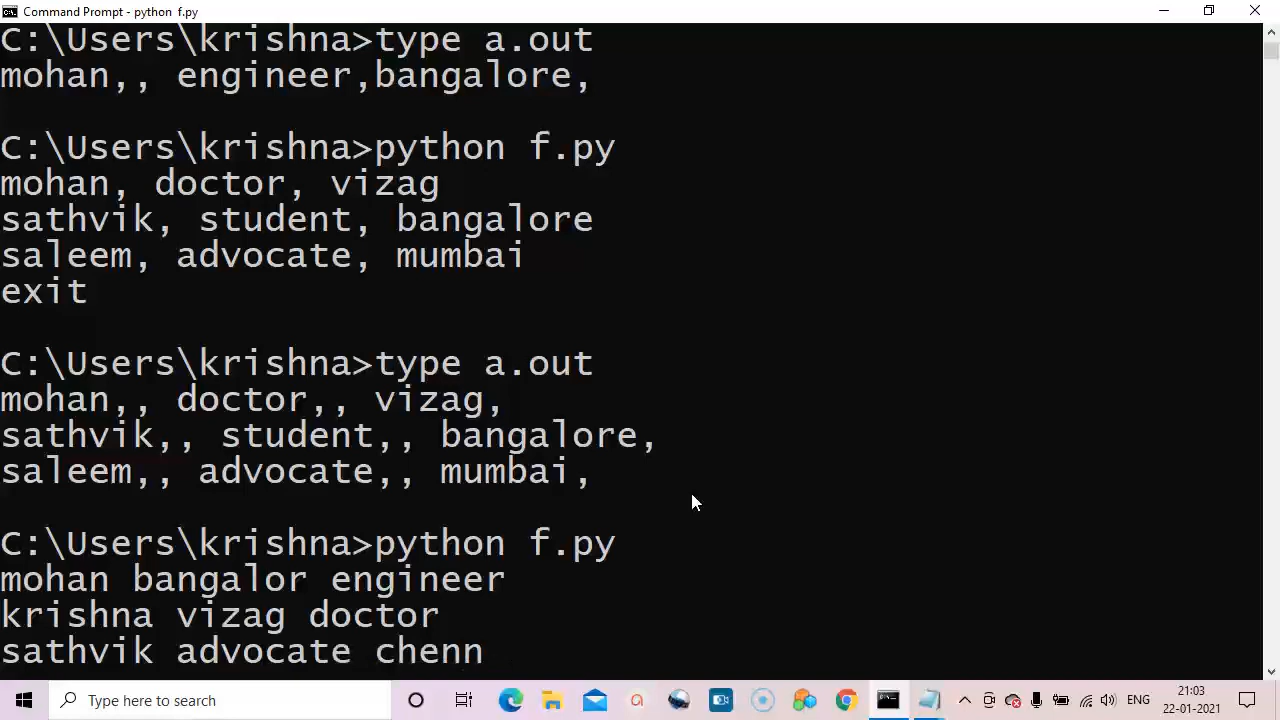 Command Prompt - python f.py
C:\Users\krishna>type a.out
mohan,, engineer,bangalore,
C:\Users\krishna>python f.py
mohan, doctor, vizag
sathvik, student, bangalore
saleem, advocate, mumbai
exit
C:\Users\krishna>type a.out
mohan,, doctor,, vizag,
sathvik,, student,, bangalore,
saleem,, advocate,, mumbai,
C:\Users\krishna>python f.py
mohan bangalor engineer
krishna vizag doctor
sathvik advocate chenn
Type here to search
ENG
21:03
22-01-2021